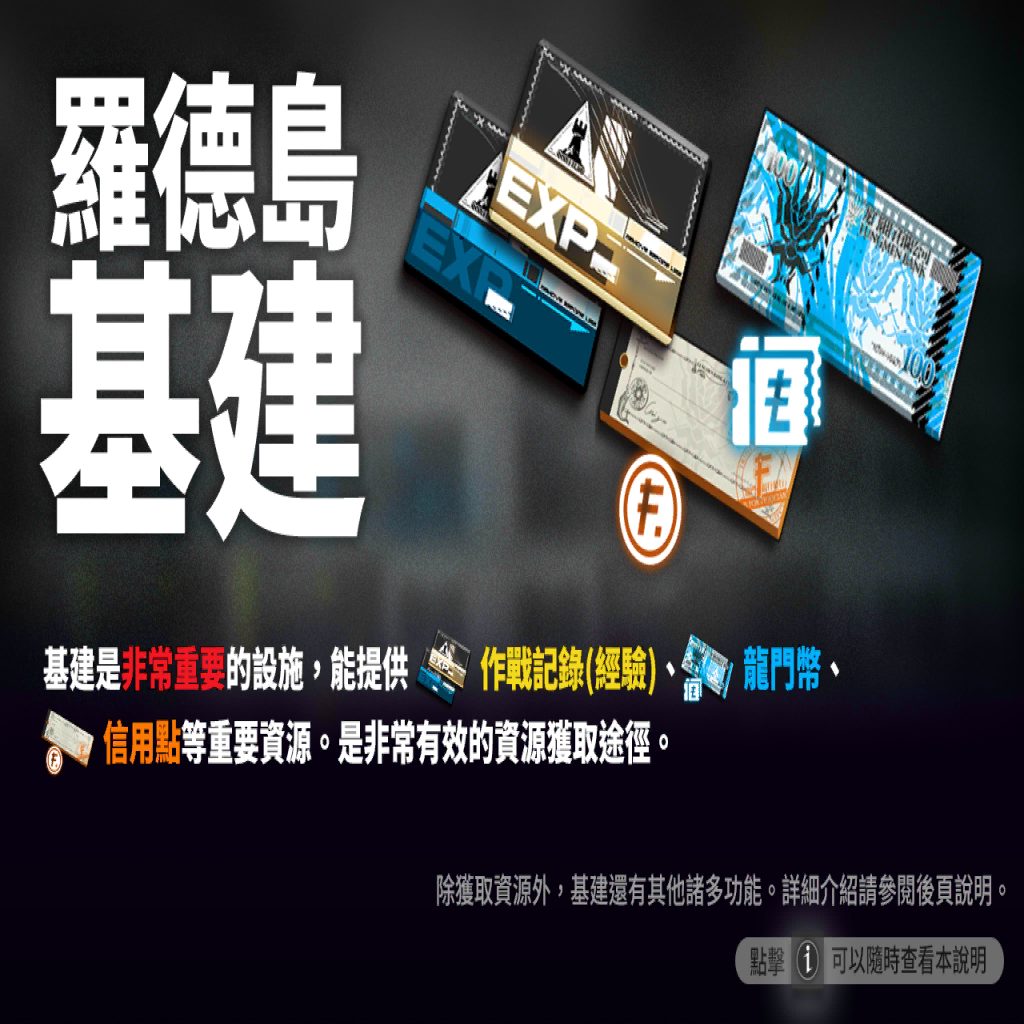 羅德島
基建
EXP
EXP
100
100
基建是非常重要的設施，能提供 作戰記錄(經驗)、 龍門幣、
信用點等重要資源。是非常有效的資源獲取途徑。
除獲取資源外，基建還有其他諸多功能。詳細介紹請參閱後頁說明。
點擊 i 可以隨時查看本說明